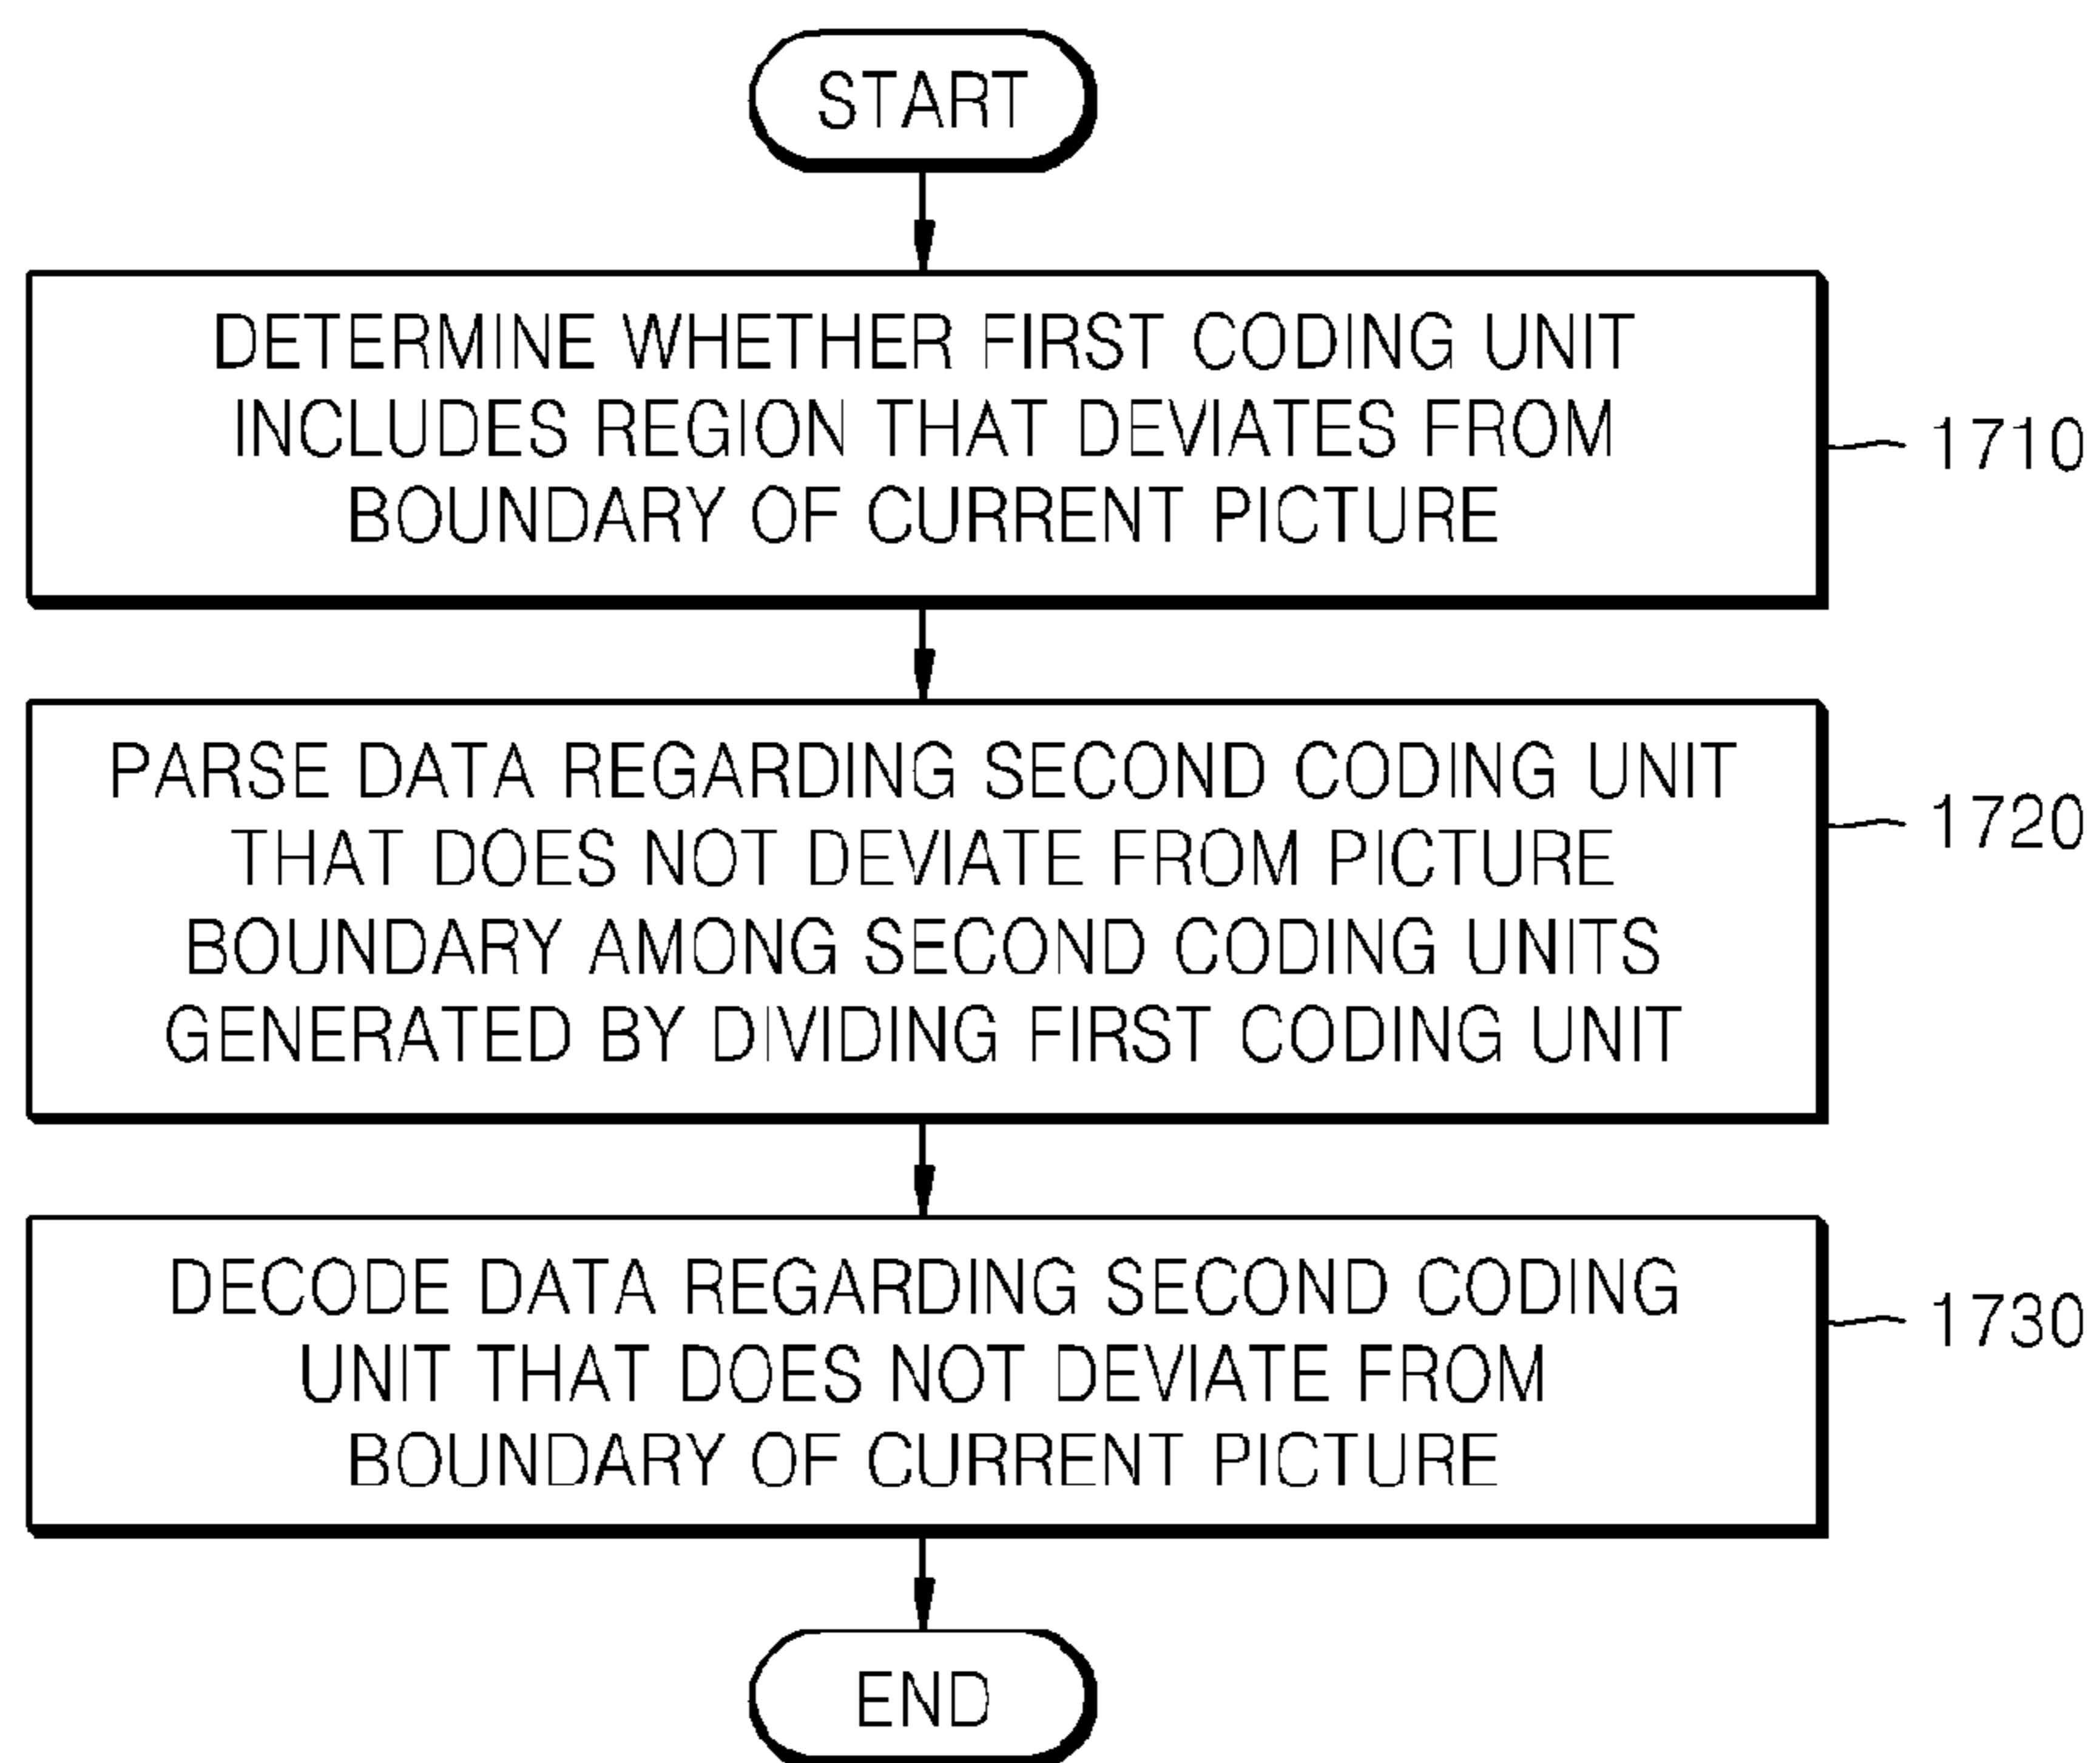 START
DETERMINE WHETHER FIRST CODING UNIT
INCLUDES REGION THAT DEVIATES FROM
BOUNDARY OF CURRENT PICTURE
1710
PARSE DATA REGARDING SECOND CODING UNIT
THAT DOES NOT DEVIATE FROM PICTURE
BOUNDARY AMONG SECOND CODING UNITS
GENERATED BY DIVIDING FIRST CODING UNIT
1720
DECODE DATA REGARDING SECOND CODING
UNIT THAT DOES NOT DEVIATE FROM
BOUNDARY OF CURRENT PICTURE
1730
END